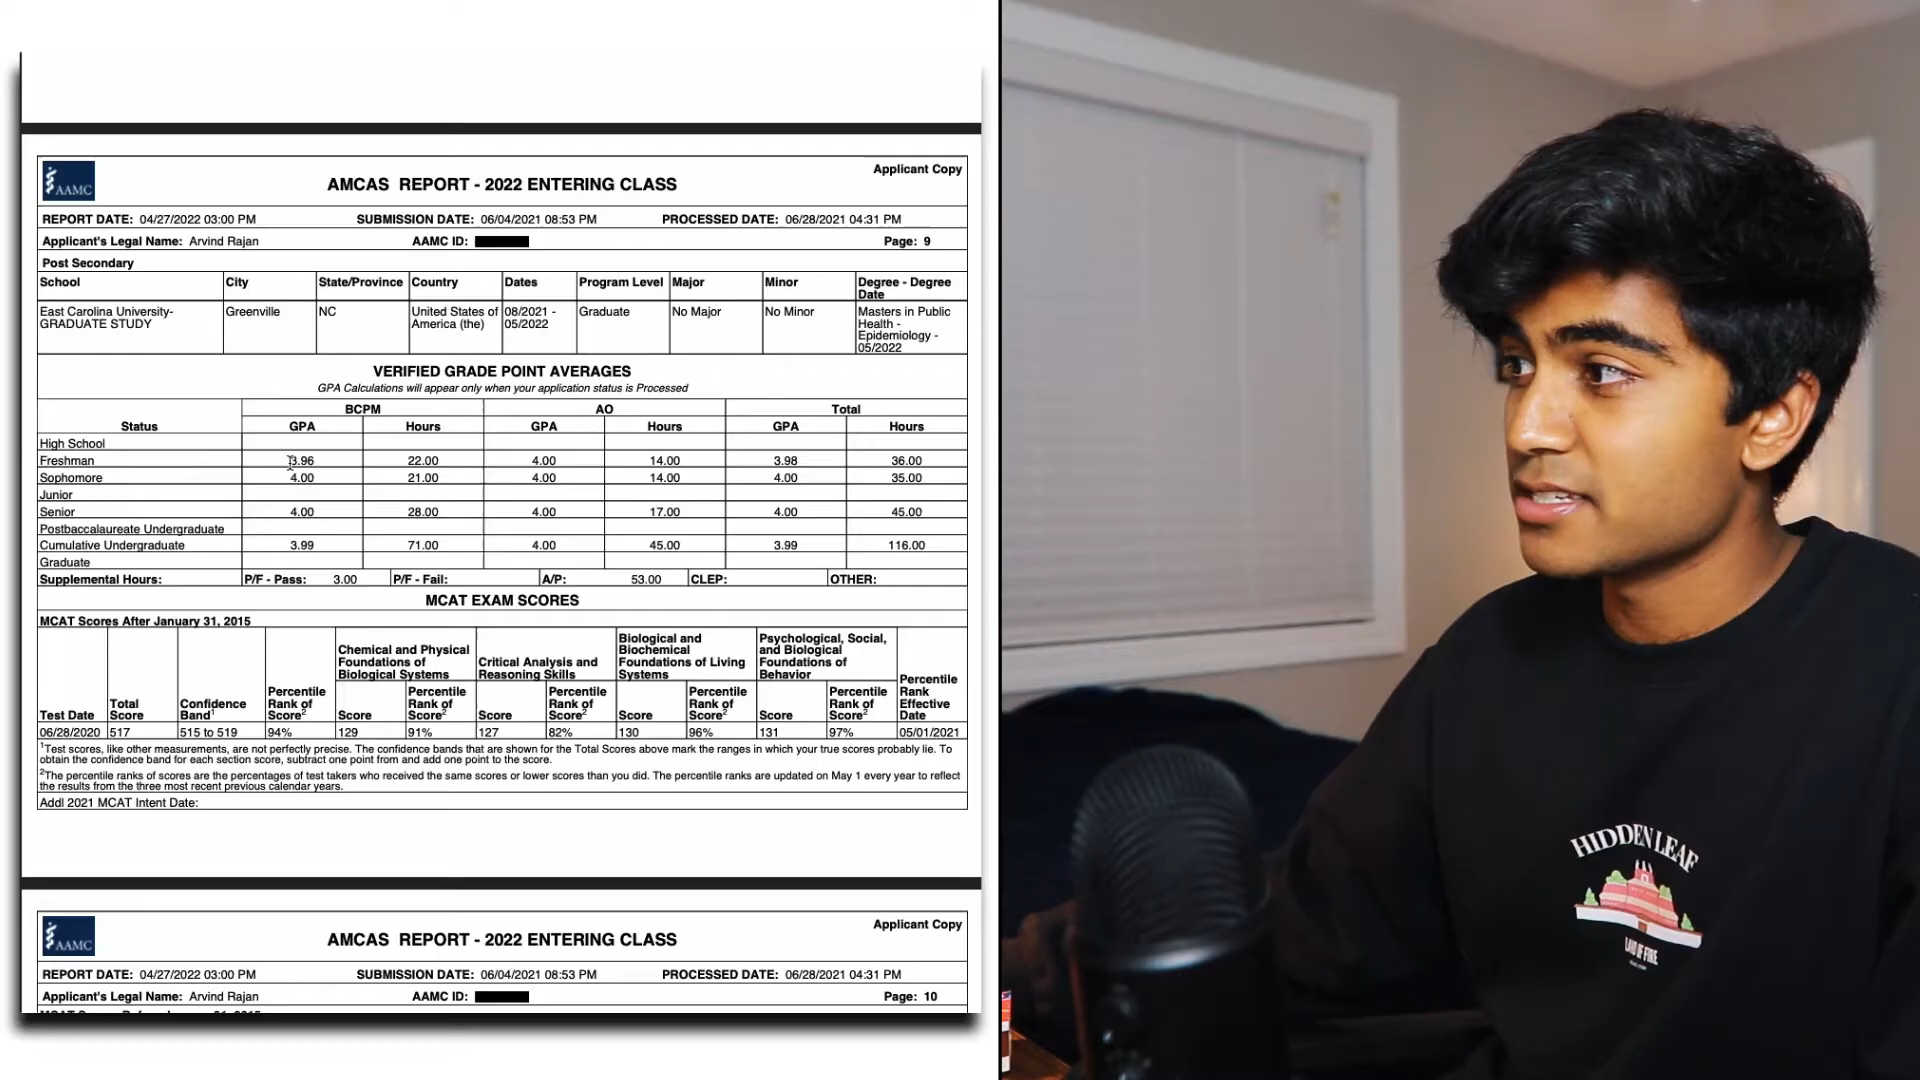 AAMC
Applicant Copy
AMCAS REPORT - 2022 ENTERING CLASS
REPORT DATE: 04/27/2022 03:00 PM SUBMISSION DATE: 06/04/2021 08:53 PM PROCESSED DATE: 06/28/2021 04:31 PM
Applicant's Legal Name: Arvind Rajan AAMC ID: Page: 9
Post Secondary
School City State/Province Country Dates Program Level Major Minor Degree - Degree
Date
East Carolina University- Greenville NC United States of 08/2021 - Graduate No Major No Minor Masters in Public
GRADUATE STUDY America (the) 05/2022 Health -
Epidemiology -
05/2022
VERIFIED GRADE POINT AVERAGES
GPA Calculations will appear only when your application status is Processed
BCPM AO Total
Status GPA Hours GPA Hours GPA Hours
High School
Freshman 3.96 22.00 4.00 14.00 3.98 36.00
Sophomore 4.00 21.00 4.00 14.00 4.00 35.00
Junior
Senior 4.00 28.00 4.00 17.00 4.00 45.00
Postbaccalaureate Undergraduate
Cumulative Undergraduate 3.99 71.00 4.00 45.00 3.99 116.00
Graduate
Supplemental Hours: P/F - Pass: 3.00 P/F - Fail: A/P: 53.00 CLEP: OTHER:
MCAT EXAM SCORES
MCAT Scores After January 31, 2015
Test Date
Total
Score
Confidence
Band1
Percentile
Rank of
Score2
Chemical and Physical
Foundations of
Biological Systems
Score
Percentile
Rank of
Score2
Critical Analysis and
Reasoning Skills
Score
Percentile
Rank of
Score2
Biological and
Biochemical
Foundations of Living
Systems
Score
Percentile
Rank of
Score2
Psychological, Social,
and Biological
Foundations of
Behavior
Score
Percentile
Rank of
Score2
Percentile
Rank
Effective
Date
06/28/2020 517 515 to 519 94% 129 91% 127 82% 130 96% 131 97% 05/01/2021
1Test scores, like other measurements, are not perfectly precise. The confidence bands that are shown for the Total Scores above mark the ranges in which your true scores probably lie. To
obtain the confidence band for each section score, subtract one point from and add one point to the score.
2The percentile ranks of scores are the percentages of test takers who received the same scores or lower scores than you did. The percentile ranks are updated on May 1 every year to reflect
the results from the three most recent previous calendar years.
Addl 2021 MCAT Intent Date:
AAMC
Applicant Copy
AMCAS REPORT - 2022 ENTERING CLASS
REPORT DATE: 04/27/2022 03:00 PM SUBMISSION DATE: 06/04/2021 08:53 PM PROCESSED DATE: 06/28/2021 04:31 PM
Applicant's Legal Name: Arvind Rajan AAMC ID: Page: 10
HIDDEN LEAF
LAND OF FIRE